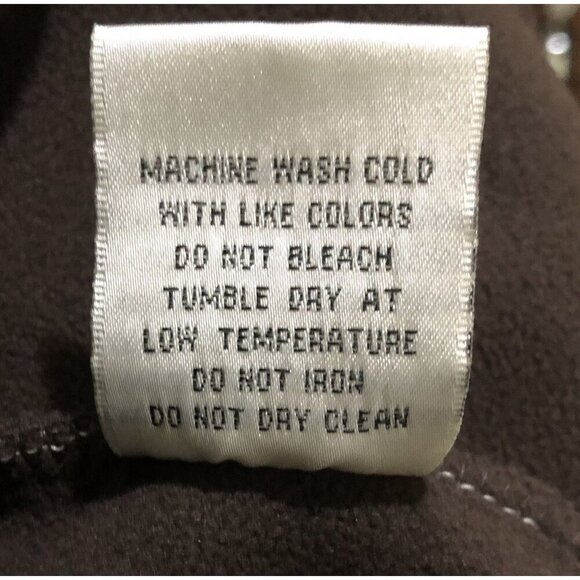 MACHINE WASH COLD
WITH LIKE COLORS
DO NOT BLEACH
TUMBLE DRY AT
LOW TEMPERATURE
DO NOT IRON
DO NOT DRY CLEAN